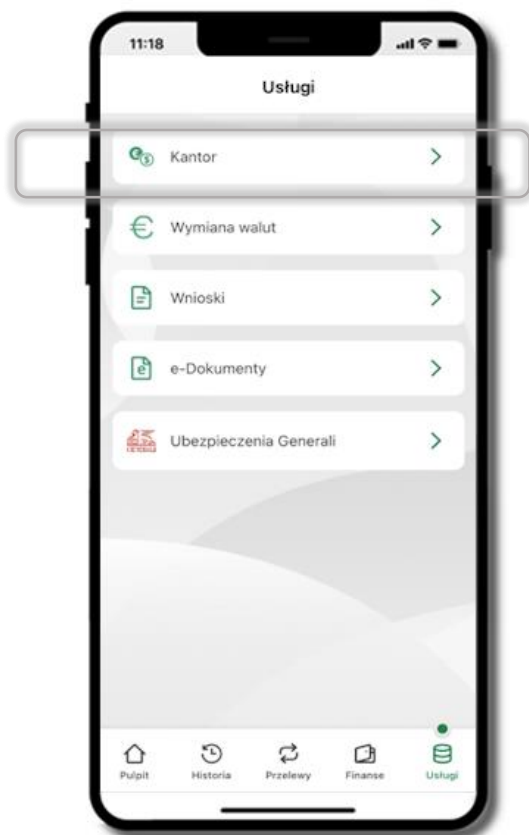 11:18
Usługi
Kantor
Wymiana walut
Wnioski
e-Dokumenty
Ubezpieczenia Generali
Pulpit Historia Przelewy Finanse Usługi